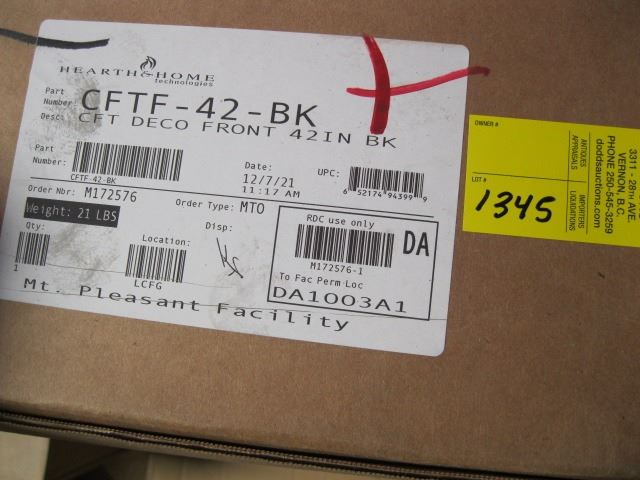 HEARTH & HOME
technologies
Part
Number: CFTF-42-BK
Desc: CFT DECO FRONT 42IN BK
Part
Number:
CFTF-42-BK
Date:
12/7/21
11:17 AM
UPC:
6 52174 94399 9
Order Nbr: M172576
Order Type: MTO
Weight: 21 LBS
Qty:
1
Location:
LCFG
Disp:
RDC use only
DA
M172576-1
To Fac Perm Loc
DA1003A1
Mt. Pleasant Facility
OWNER #
LOT #
1345
ANTIQUES
APPRAISALS
IMPORTERS
LIQUIDATIONS
3311 - 28TH AVE.
VERNON, B.C.
PHONE 250-545-3259
doddsauctions.com